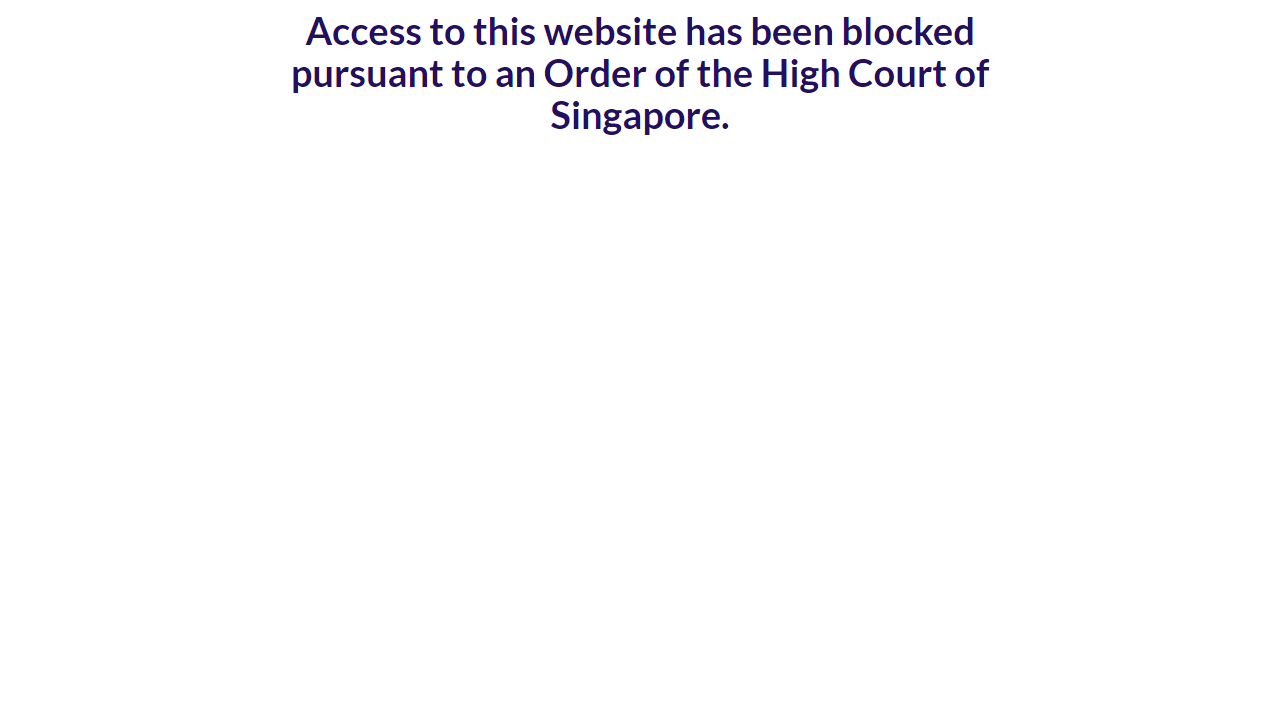 Access to this website has been blocked
pursuant to an Order of the High Court of
Singapore.